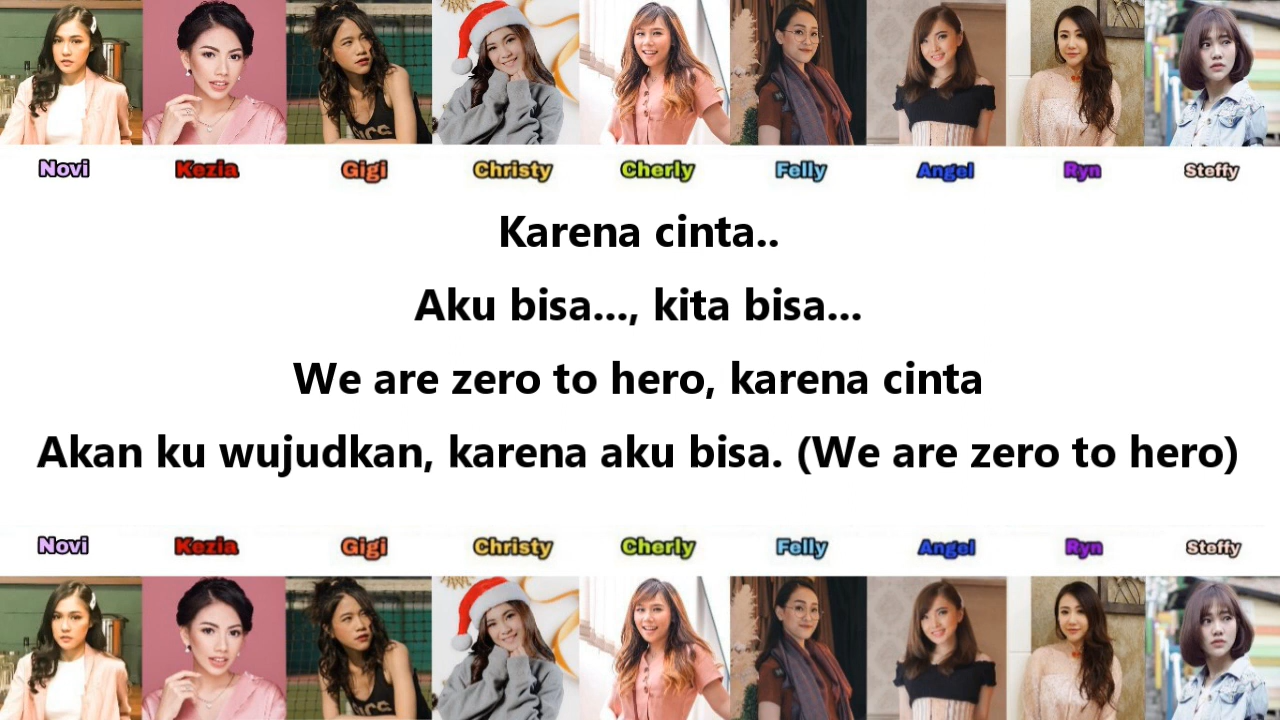 Novi Kezia Gigi Christy Cherly Felly Angel Ryn Steffy
Karena cinta..
Aku bisa..., kita bisa...
We are zero to hero, karena cinta
Akan ku wujudkan, karena aku bisa. (We are zero to hero)
Novi Kezia Gigi Christy Cherly Felly Angel Ryn Steffy